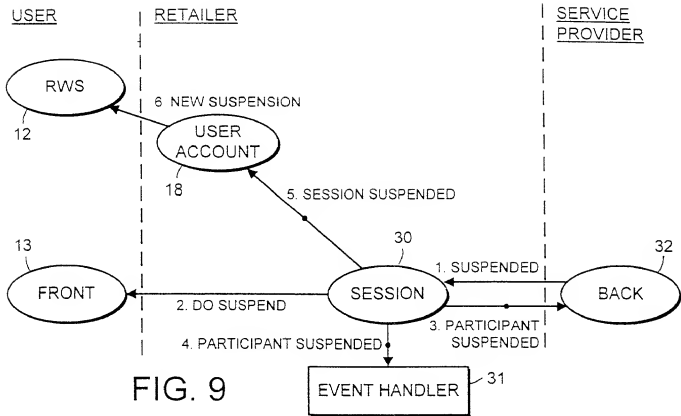 USER
RETAILER
SERVICE
PROVIDER
RWS
12
6 NEW SUSPENSION
USER
ACCOUNT
18
5. SESSION SUSPENDED
13
30
32
FRONT
2. DO SUSPEND
SESSION
1. SUSPENDED
BACK
3. PARTICIPANT
SUSPENDED
4. PARTICIPANT SUSPENDED
FIG. 9
EVENT HANDLER
31